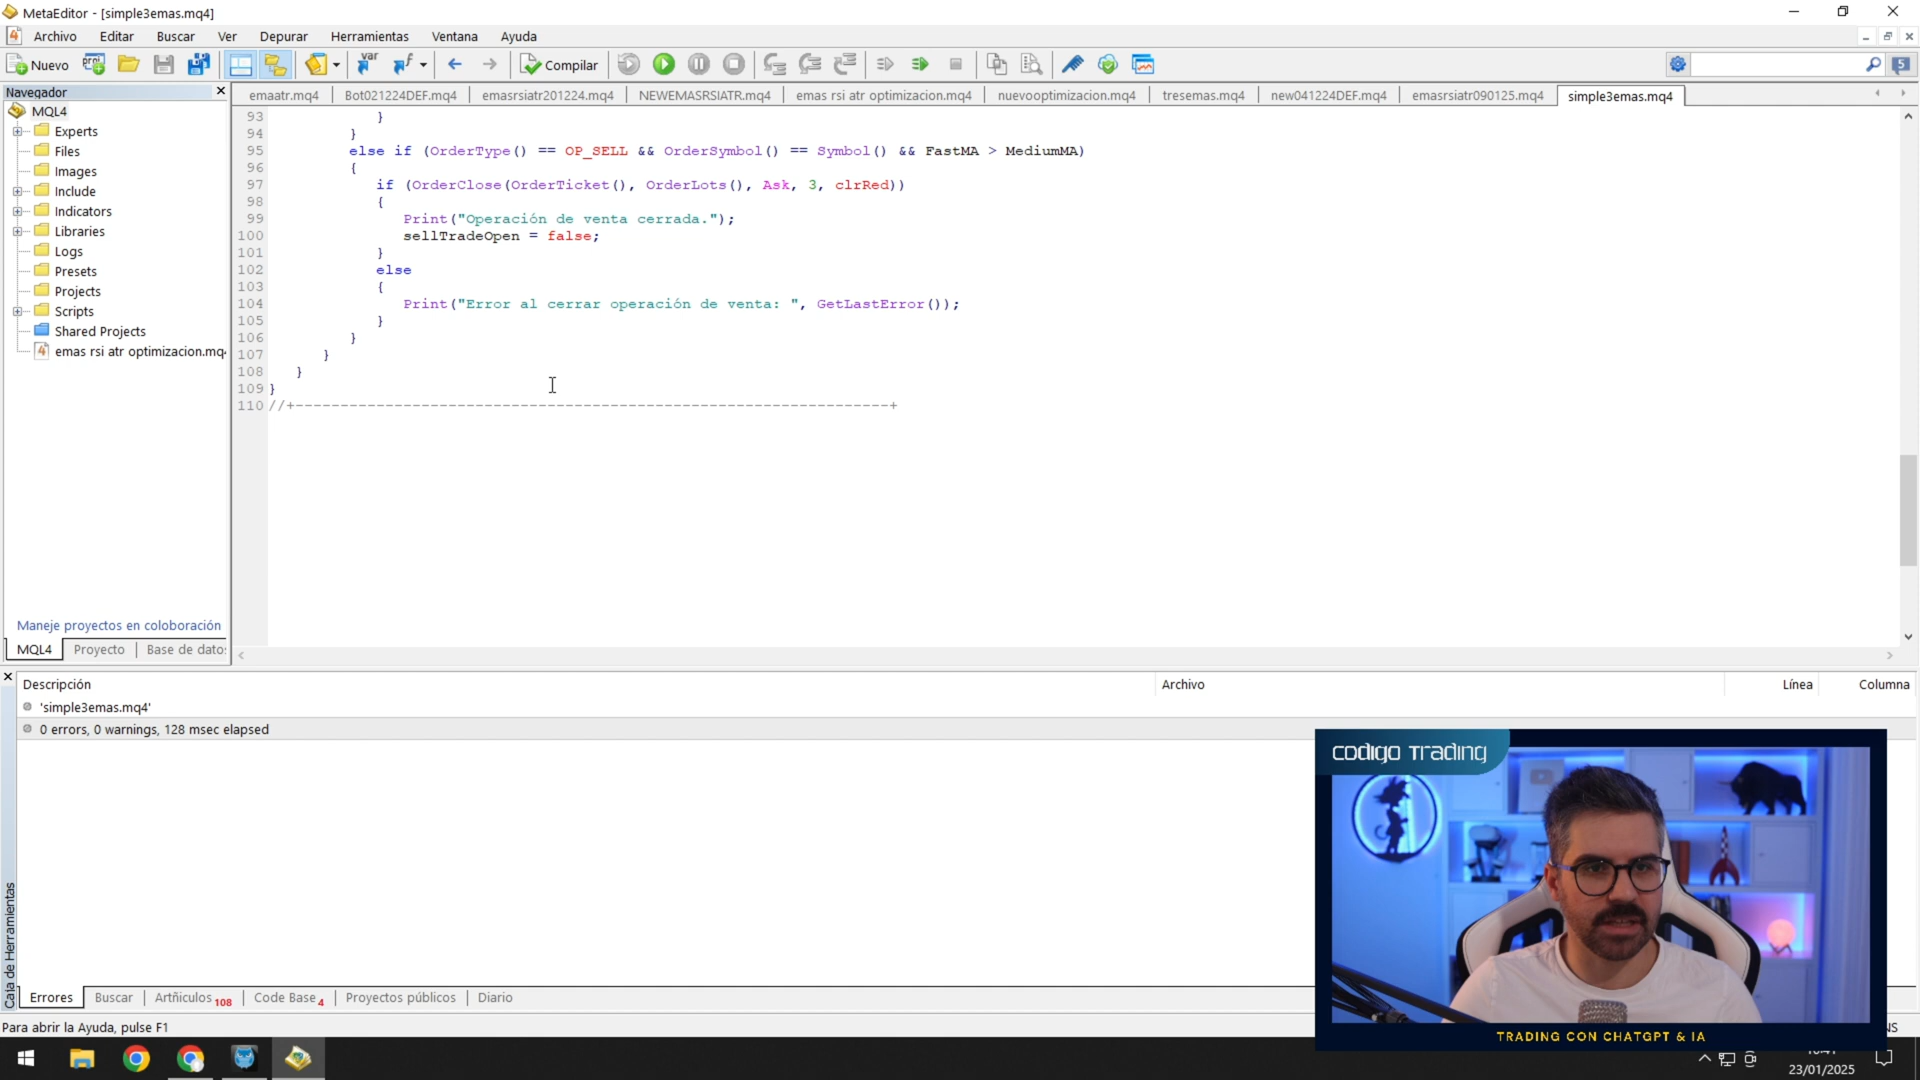 MetaEditor - [simple3emas.mq4]
Archivo Editar Buscar Ver Depurar Herramientas Ventana Ayuda
Nuevo Compilar
5
Navegador
emaatr.mq4 Bot021224DEF.mq4 emasrsiatr201224.mq4 NEWEMASRSIATR.mq4 emas rsi atr optimizacion.mq4 nuevooptimizacion.mq4 tresemas.mq4 new041224DEF.mq4 emasrsiatr090125.mq4 simple3emas.mq4
MQL4
Experts
Files
Images
Include
Indicators
Libraries
Logs
Presets
Projects
Scripts
Shared Projects
emas rsi atr optimizacion.mq4
Maneje proyectos en coloboración
MQL4 Proyecto Base de datos
93 }
94 }
95 else if (OrderType() == OP_SELL && OrderSymbol() == Symbol() && FastMA > MediumMA)
96 {
97 if (OrderClose(OrderTicket(), OrderLots(), Ask, 3, clrRed))
98 {
99 Print("Operación de venta cerrada.");
100 sellTradeOpen = false;
101 }
102 else
103 {
104 Print("Error al cerrar operación de venta: ", GetLastError());
105 }
106 }
107 }
108 }
109 }
110 //+------------------------------------------------------------------+
Descripción Archivo Línea Columna
'simple3emas.mq4'
0 errors, 0 warnings, 128 msec elapsed
Caja de Herramientas
Errores Buscar Artñiculos 108 Code Base 4 Proyectos públicos Diario
Para abrir la Ayuda, pulse F1
codigo Trading
TRADING CON CHATGPT & IA
23/01/2025